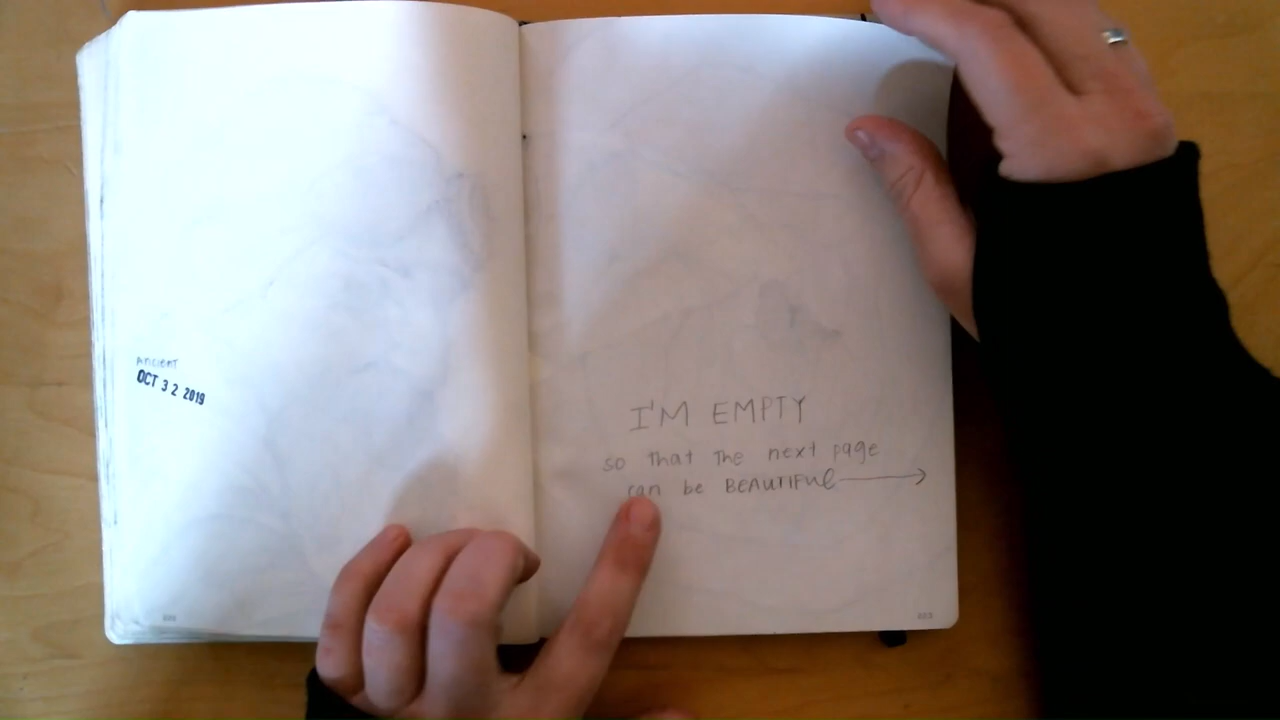 ANCIENT
OCT 3 2 2019
I'M EMPTY
so that the next page
can be BEAUTIFUL